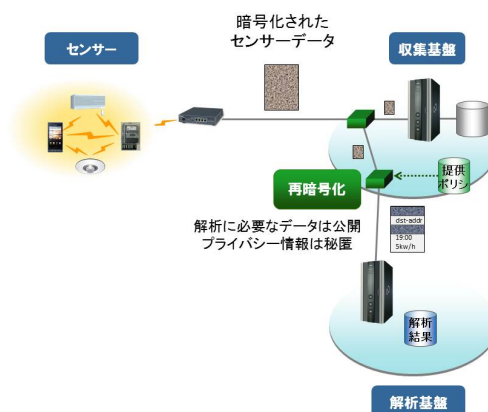 暗号化された
センサーデータ
センサー
収集基盤
提供
ポリシ
再暗号化
解析に必要なデータは公開
プライバシー情報は秘匿
dst-addr
19:00
5kw/h
解析
結果
解析基盤